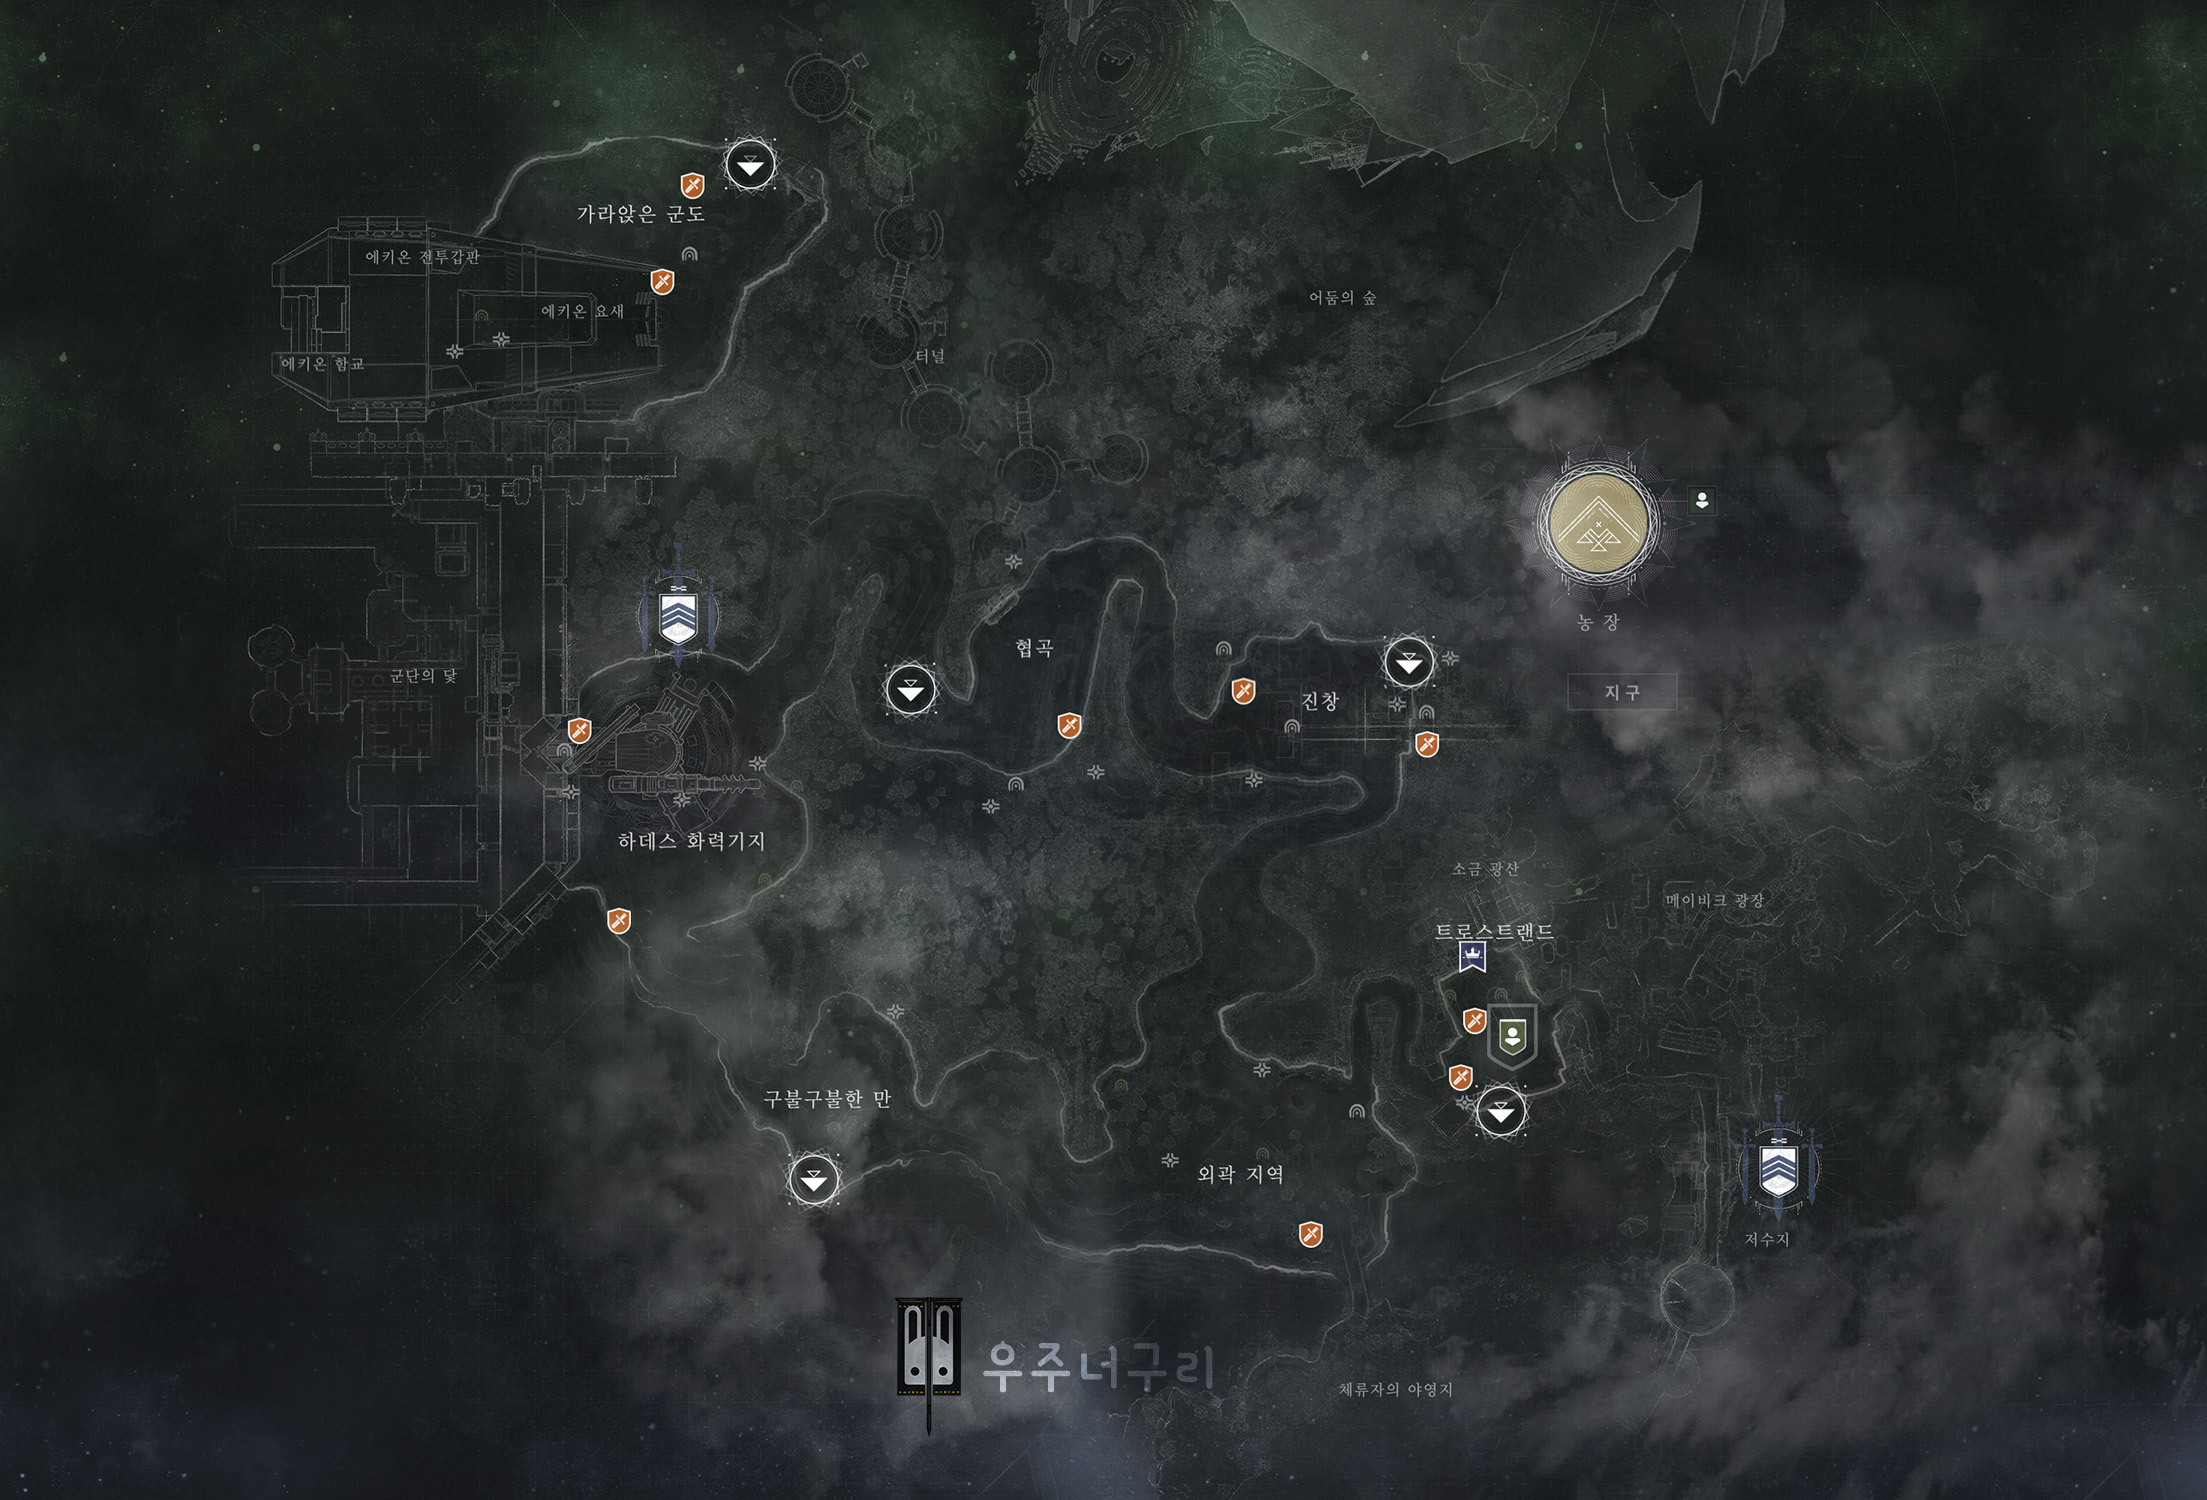 가라앉은 군도
에키온 전투갑판
어둠의 숲
에키온 요새
터널
에키온 함교
농장
협곡
군단의 닻
지구
진창
하데스 화력기지
소금 광산
메이비크 광장
트로스트랜드
구불구불한 만
외곽 지역
저수지
우주너구리
체류자의 야영지